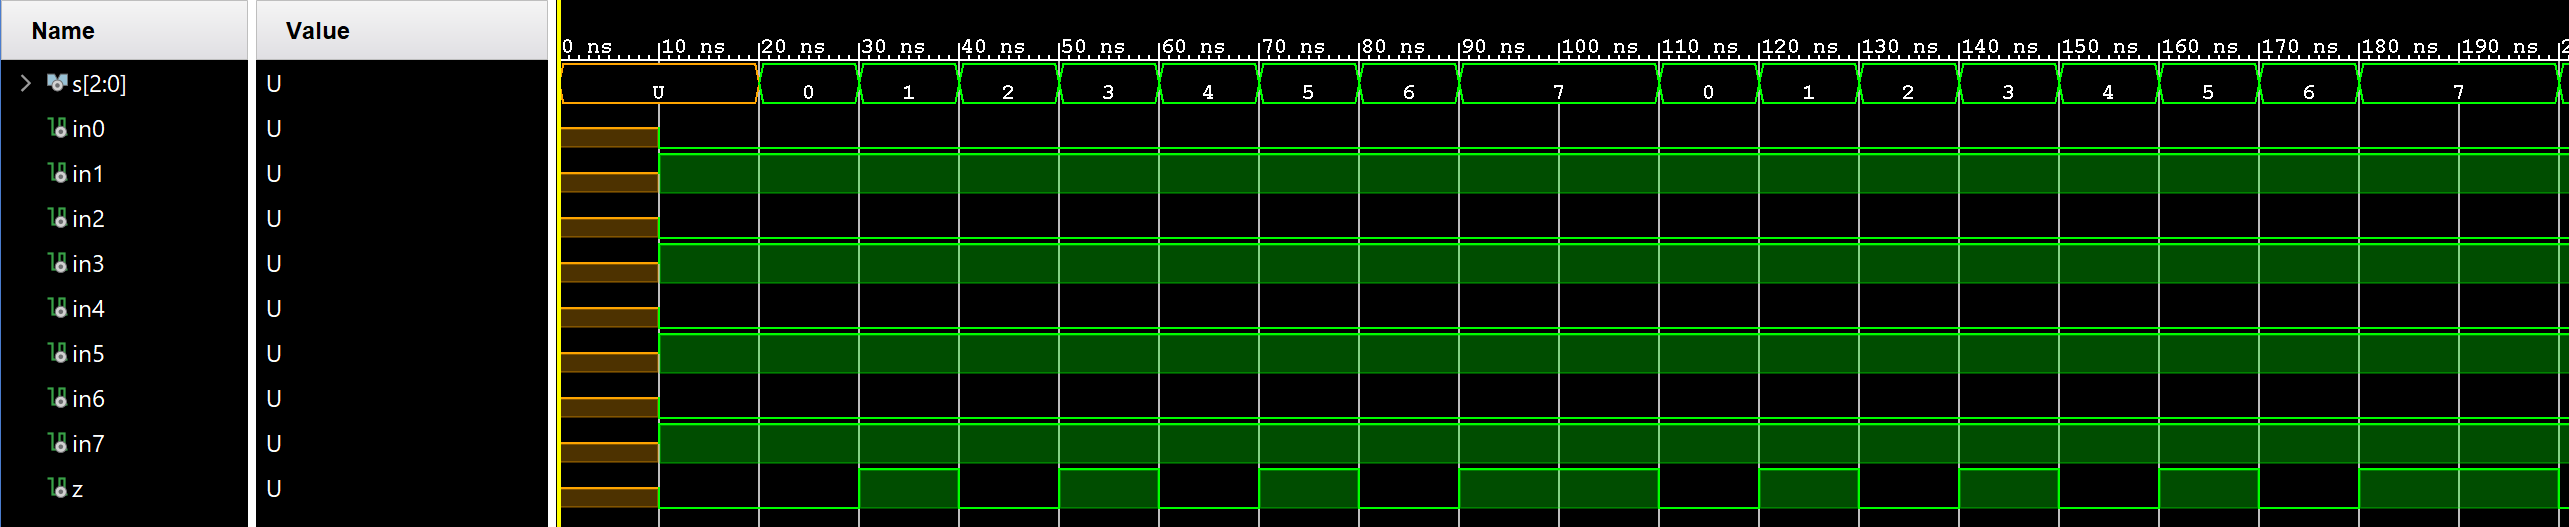 Name Value
0 ns 10 ns 20 ns 30 ns 40 ns 50 ns 60 ns 70 ns 80 ns 90 ns 100 ns 110 ns 120 ns 130 ns 140 ns 150 ns 160 ns 170 ns 180 ns 190 ns
s[2:0] U U 0 1 2 3 4 5 6 7 0 1 2 3 4 5 6 7
in0 U
in1 U
in2 U
in3 U
in4 U
in5 U
in6 U
in7 U
z U